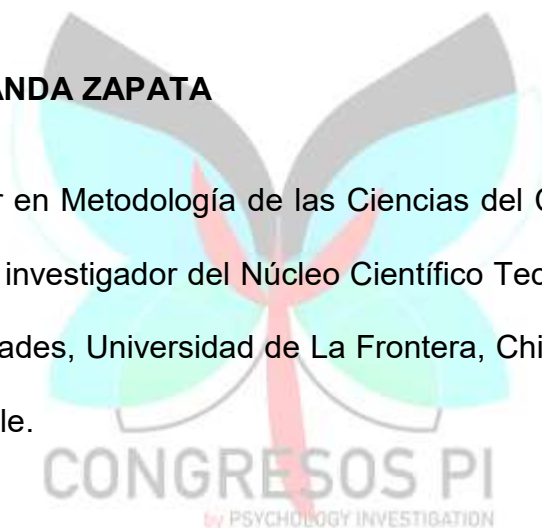 ANDA ZAPATA
r en Metodología de las Ciencias del C
investigador del Núcleo Científico Tec
ades, Universidad de La Frontera, Chi
le.
CONGRESOS PI
by PSYCHOLOGY INVESTIGATION